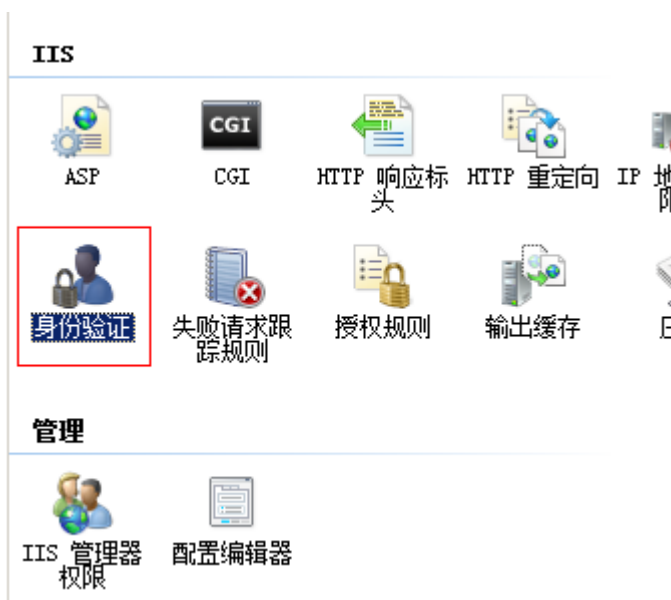 IIS
CGI
ASP
CGI
HTTP 响应标
头
HTTP 重定向
IP
身份验证
失败请求跟
踪规则
授权规则
输出缓存
管理
IIS 管理器
权限
配置编辑器